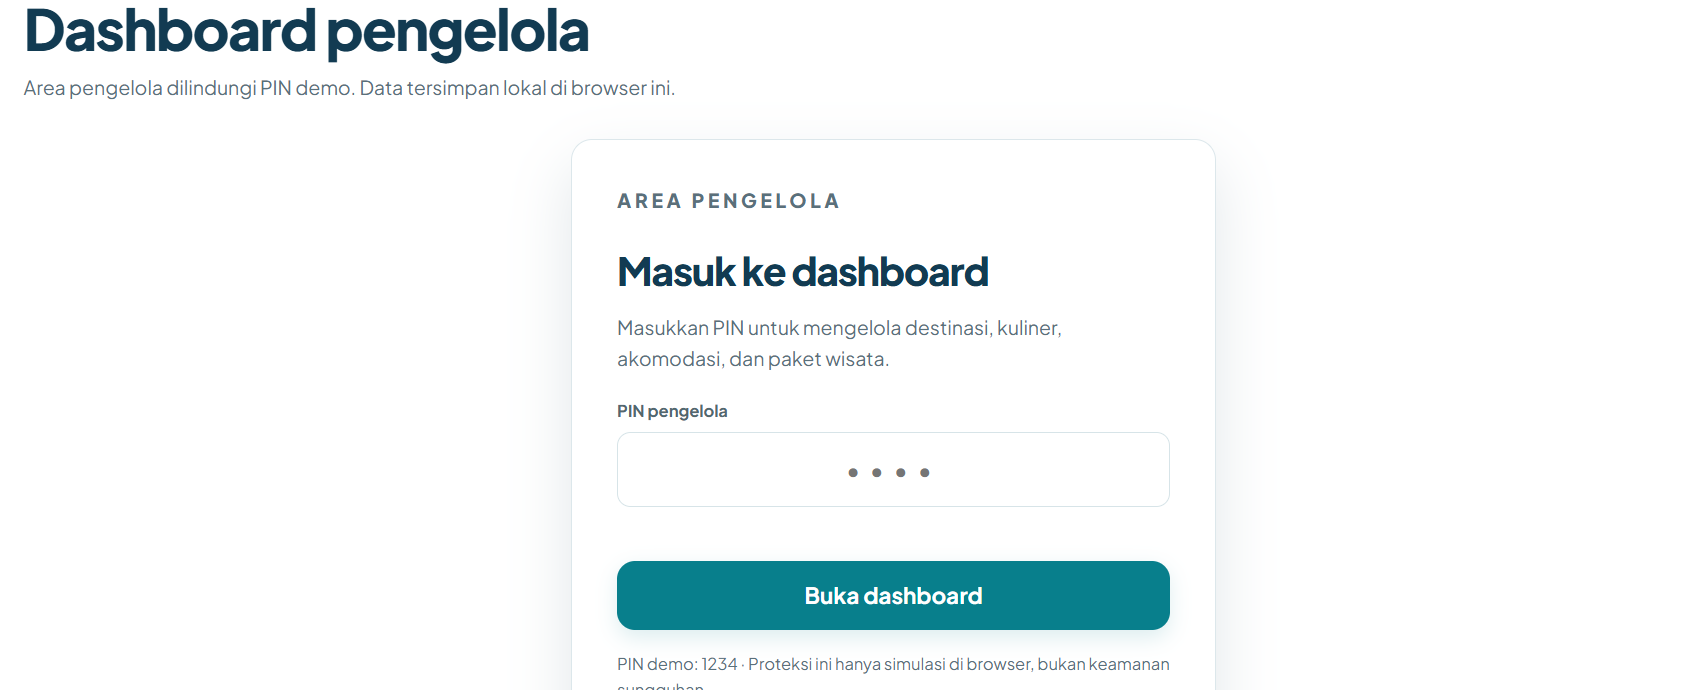 Dashboard pengelola
Area pengelola dilindungi PIN demo. Data tersimpan lokal di browser ini.
AREA PENGELOLA
Masuk ke dashboard
Masukkan PIN untuk mengelola destinasi, kuliner,
akomodasi, dan paket wisata.
PIN pengelola
••••
Buka dashboard
PIN demo: 1234 · Proteksi ini hanya simulasi di browser, bukan keamanan
sungguhan